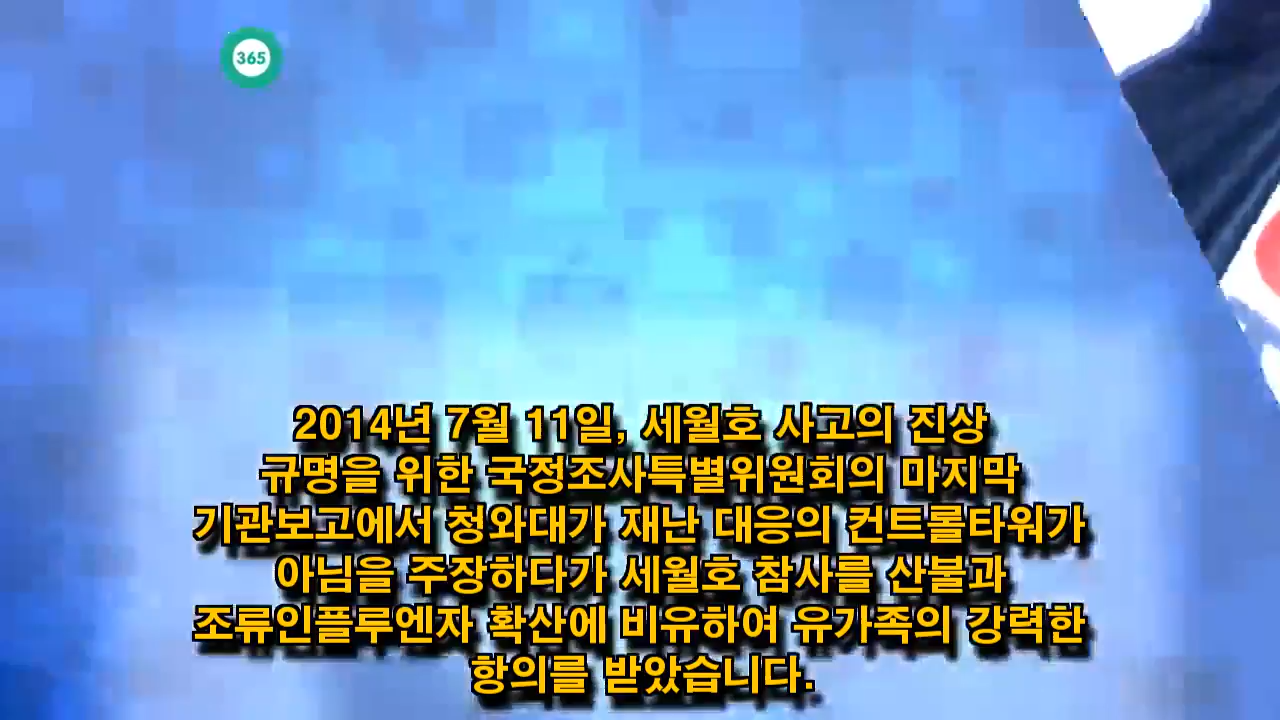 365
2014년 7월 11일, 세월호 사고의 진상
규명을 위한 국정조사특별위원회의 마지막
기관보고에서 청와대가 재난 대응의 컨트롤타워가
아님을 주장하다가 세월호 참사를 산불과
조류인플루엔자 확산에 비유하여 유가족의 강력한
항의를 받았습니다.